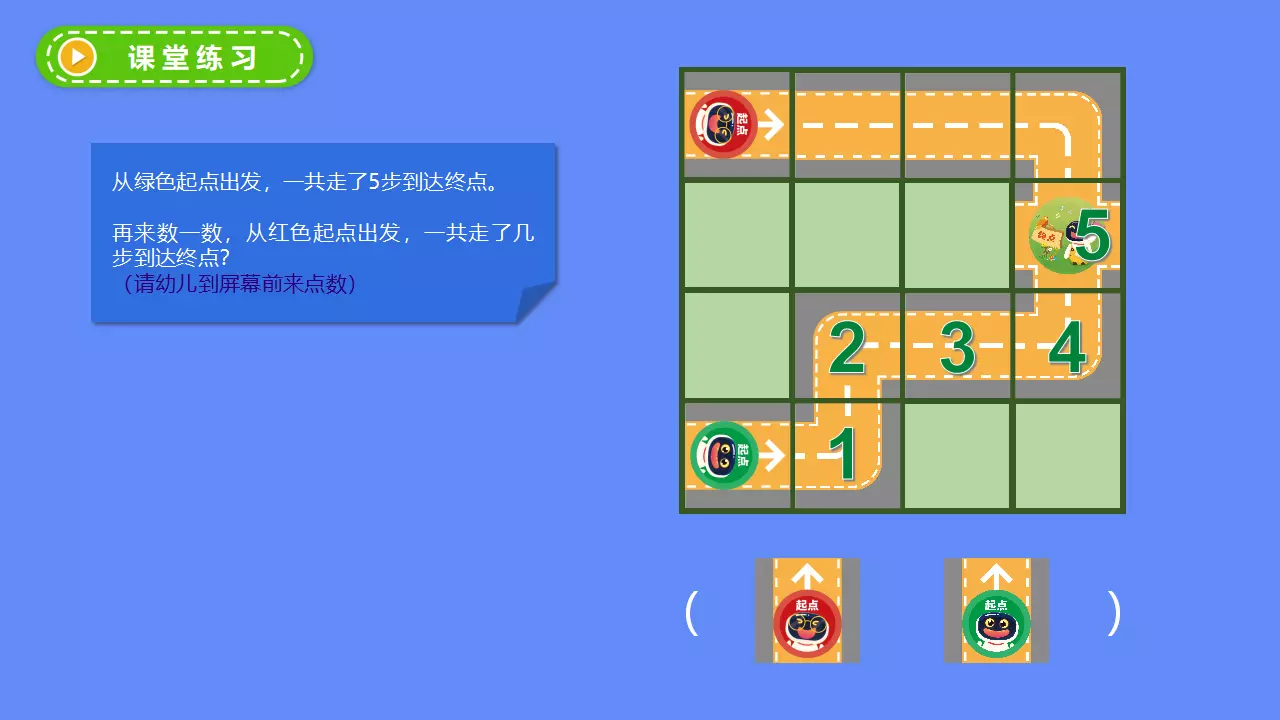 课堂练习
从绿色起点出发，一共走了5步到达终点。
再来数一数，从红色起点出发，一共走了几
步到达终点?
（请幼儿到屏幕前来点数）
起点
终点
5
2
3
4
起点
1
(
起点
起点
)